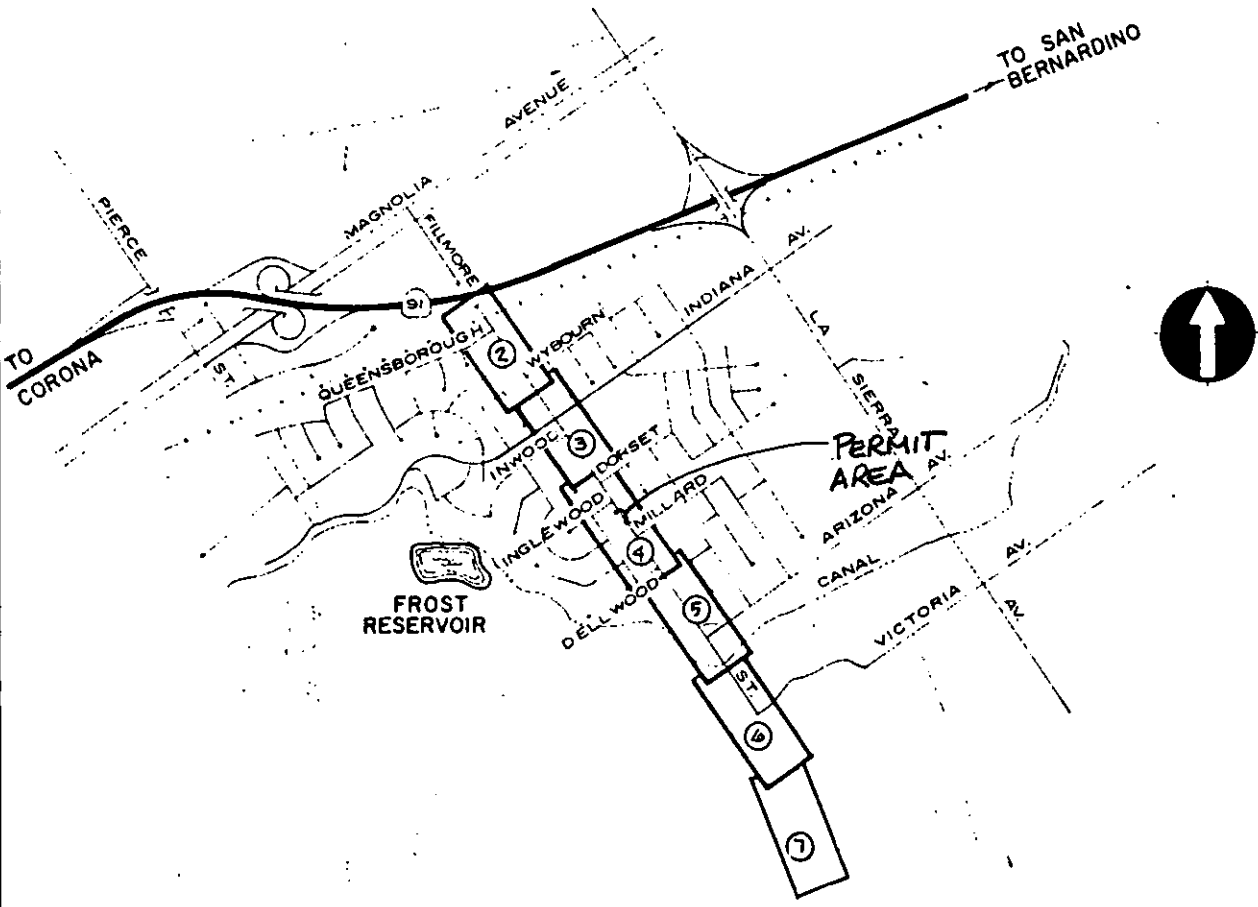 TO SAN
BERNARDINO
AVENUE
MAGNOLIA
PIERCE
ST.
FILLMORE
91
TO
CORONA
QUEENSBOROUGH
WYBOURN
INDIANA AV.
LA SIERRA AV.
2
3
INWOOD
DORSET
PERMIT
AREA
INGLEWOOD
MILLARD
4
ARIZONA AV.
CANAL
FROST
RESERVOIR
DELLWOOD
5
VICTORIA AV.
ST.
6
7